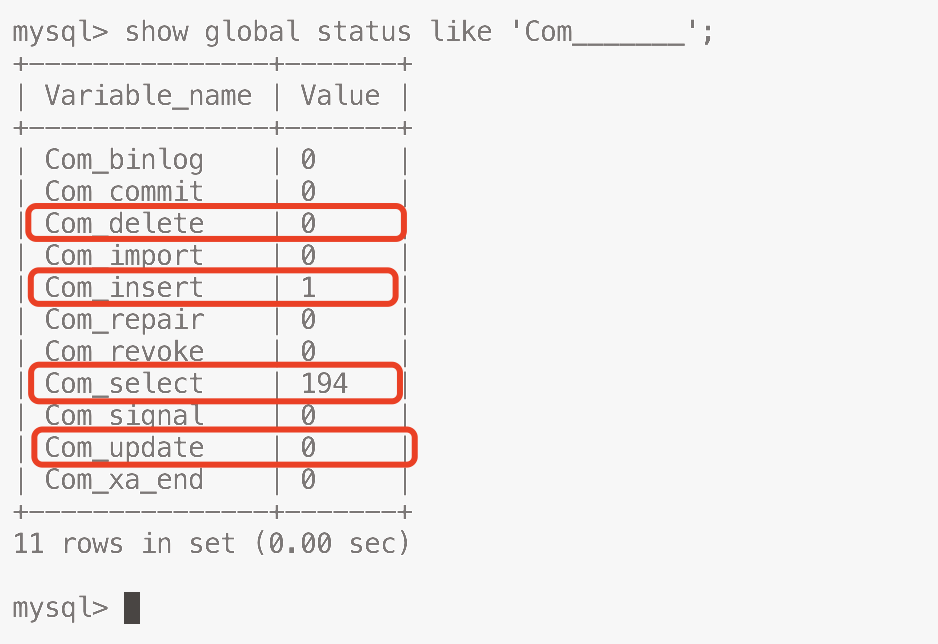 mysql> show global status like 'Com_______';
+---------------+-------+
| Variable_name | Value |
+---------------+-------+
| Com_binlog    | 0     |
| Com_commit    | 0     |
| Com_delete    | 0     |
| Com_import    | 0     |
| Com_insert    | 1     |
| Com_repair    | 0     |
| Com_revoke    | 0     |
| Com_select    | 194   |
| Com_signal    | 0     |
| Com_update    | 0     |
| Com_xa_end    | 0     |
+---------------+-------+
11 rows in set (0.00 sec)
mysql>